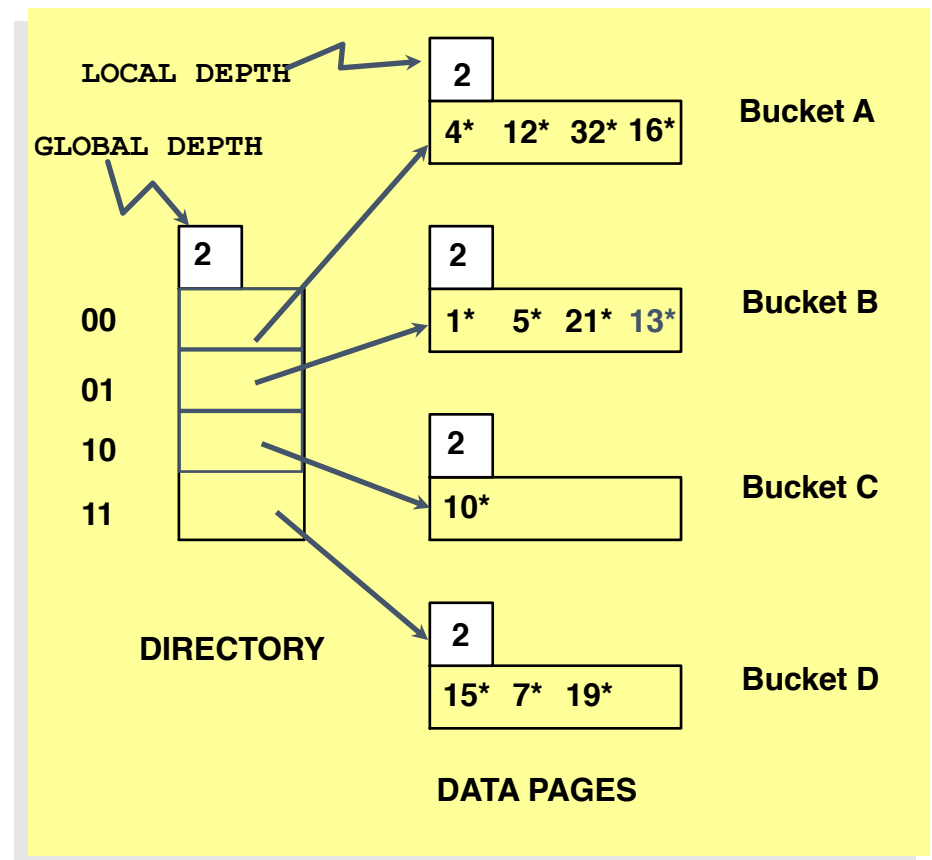 LOCAL DEPTH
GLOBAL DEPTH
2
4* 12* 32* 16*
Bucket A
2
00
01
10
11
2
1* 5* 21* 13*
Bucket B
2
10*
Bucket C
2
15* 7* 19*
Bucket D
DIRECTORY
DATA PAGES